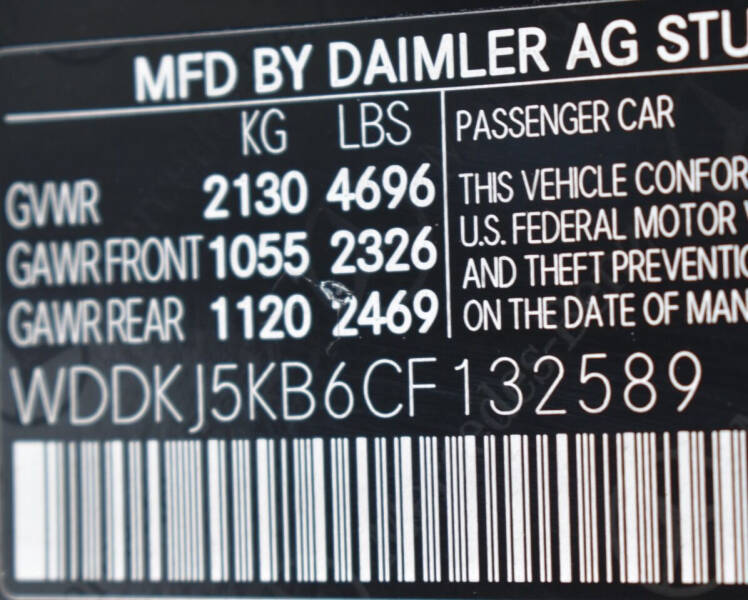 MFD BY DAIMLER AG STU
KG LBS
GVWR 2130 4696
GAWR FRONT 1055 2326
GAWR REAR 1120 2469
PASSENGER CAR
THIS VEHICLE CONFOR
U.S. FEDERAL MOTOR
AND THEFT PREVENTIO
ON THE DATE OF MAN
WDDKJ5KB6CF132589